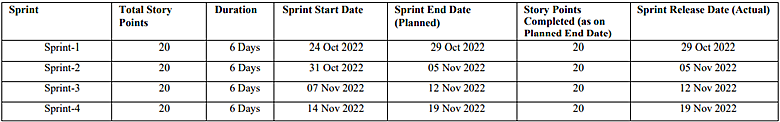 Sprint Total Story Points Duration Sprint Start Date Sprint End Date (Planned) Story Points Completed (as on Planned End Date) Sprint Release Date (Actual)
Sprint-1 20 6 Days 24 Oct 2022 29 Oct 2022 20 29 Oct 2022
Sprint-2 20 6 Days 31 Oct 2022 05 Nov 2022 20 05 Nov 2022
Sprint-3 20 6 Days 07 Nov 2022 12 Nov 2022 20 12 Nov 2022
Sprint-4 20 6 Days 14 Nov 2022 19 Nov 2022 20 19 Nov 2022